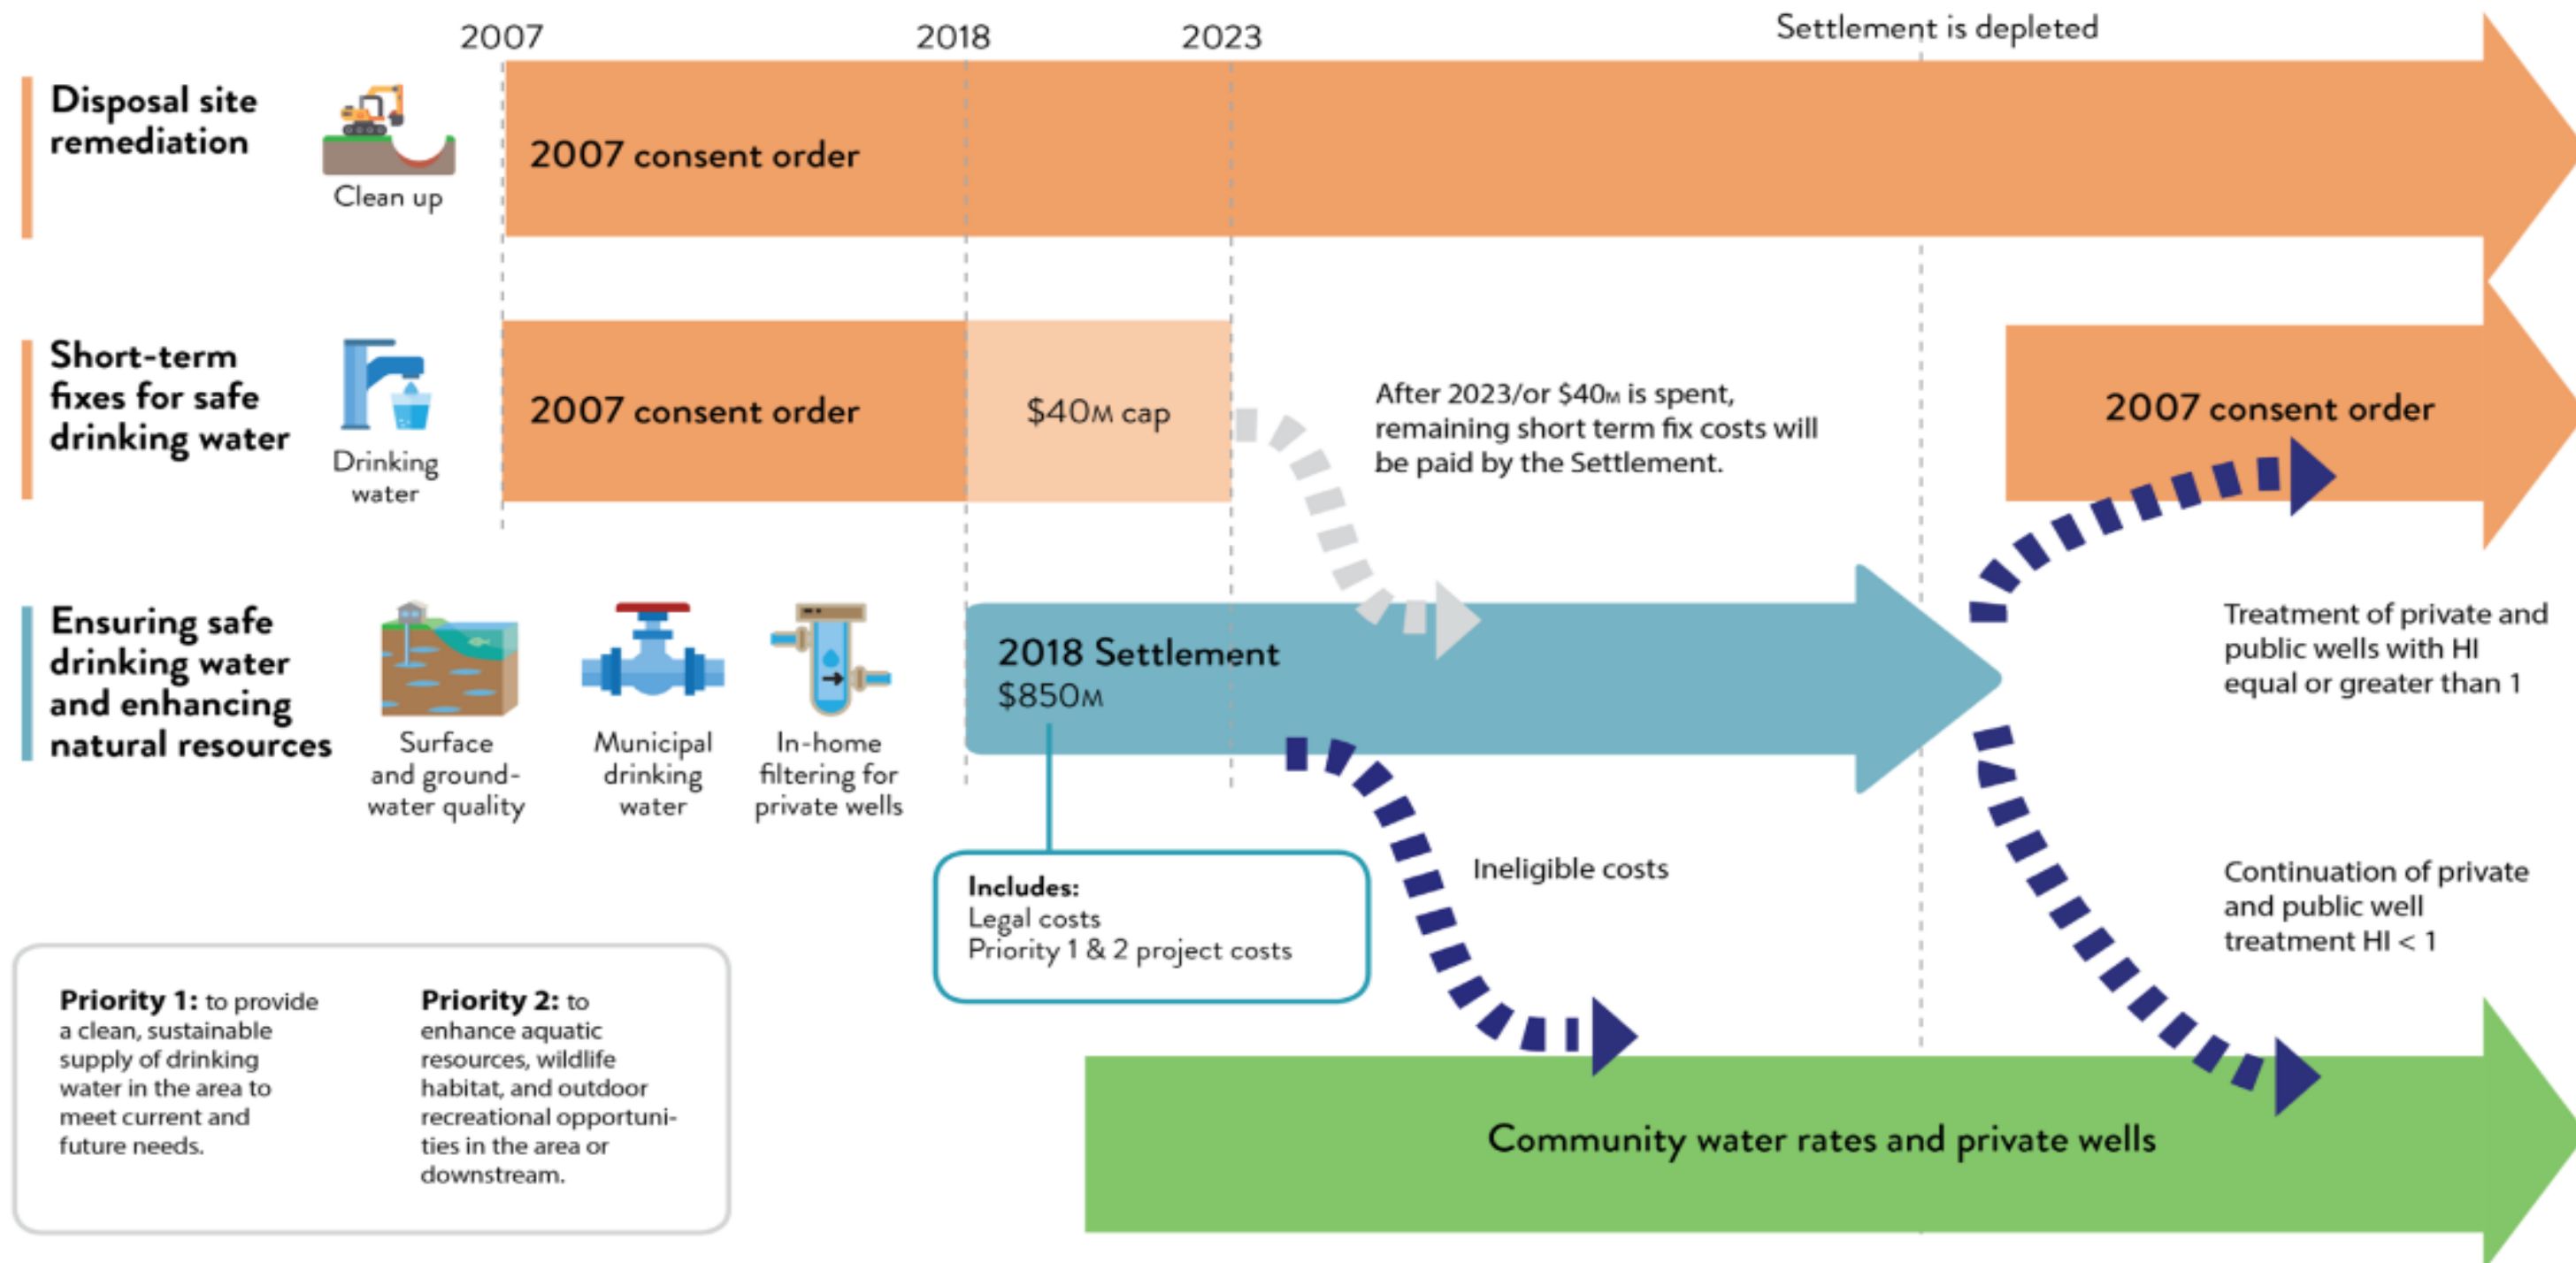 2007
2018
2023
Settlement is depleted
Disposal site
remediation
Clean up
2007 consent order
Short-term
fixes for safe
drinking water
Drinking
water
2007 consent order
$40M cap
After 2023/or $40M is spent,
remaining short term fix costs will
be paid by the Settlement.
2007 consent order
Ensuring safe
drinking water
and enhancing
natural resources
Surface
and ground-
water quality
Municipal
drinking
water
In-home
filtering for
private wells
2018 Settlement
$850M
Treatment of private and
public wells with HI
equal or greater than 1
Includes:
Legal costs
Priority 1 & 2 project costs
Ineligible costs
Continuation of private
and public well
treatment HI < 1
Priority 1: to provide
a clean, sustainable
supply of drinking
water in the area to
meet current and
future needs.
Priority 2: to
enhance aquatic
resources, wildlife
habitat, and outdoor
recreational opportuni-
ties in the area or
downstream.
Community water rates and private wells